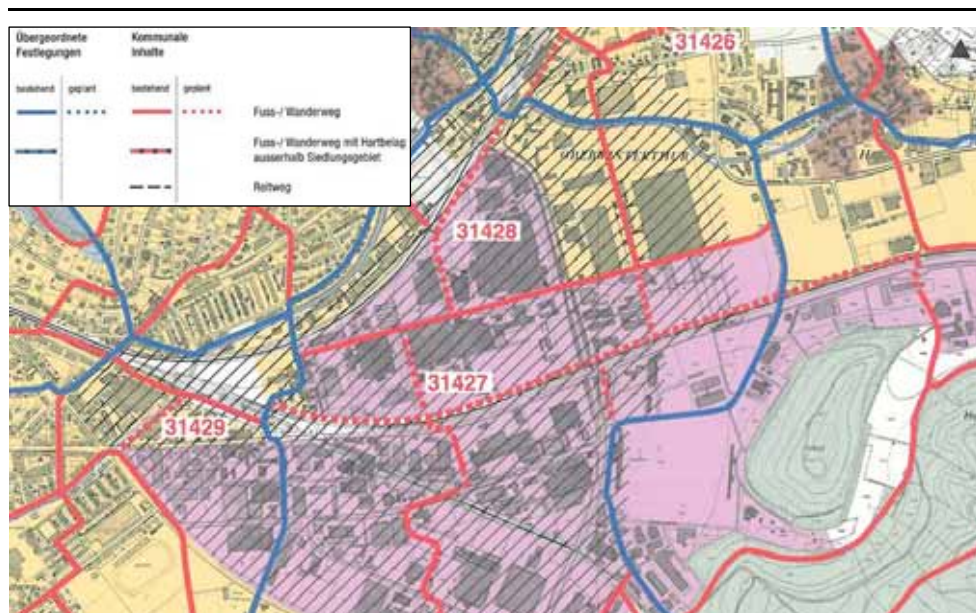 Übergeordnete
Festlegungen
Kommunale
Inhalte
bestehend
geplant
bestehend
geplant
Fuss-/ Wanderweg
Fuss-/ Wanderweg mit Hartbelag
ausserhalb Siedlungsgebiet
Reitweg
31426
OBERWINTERTHUR
31428
31427
31429